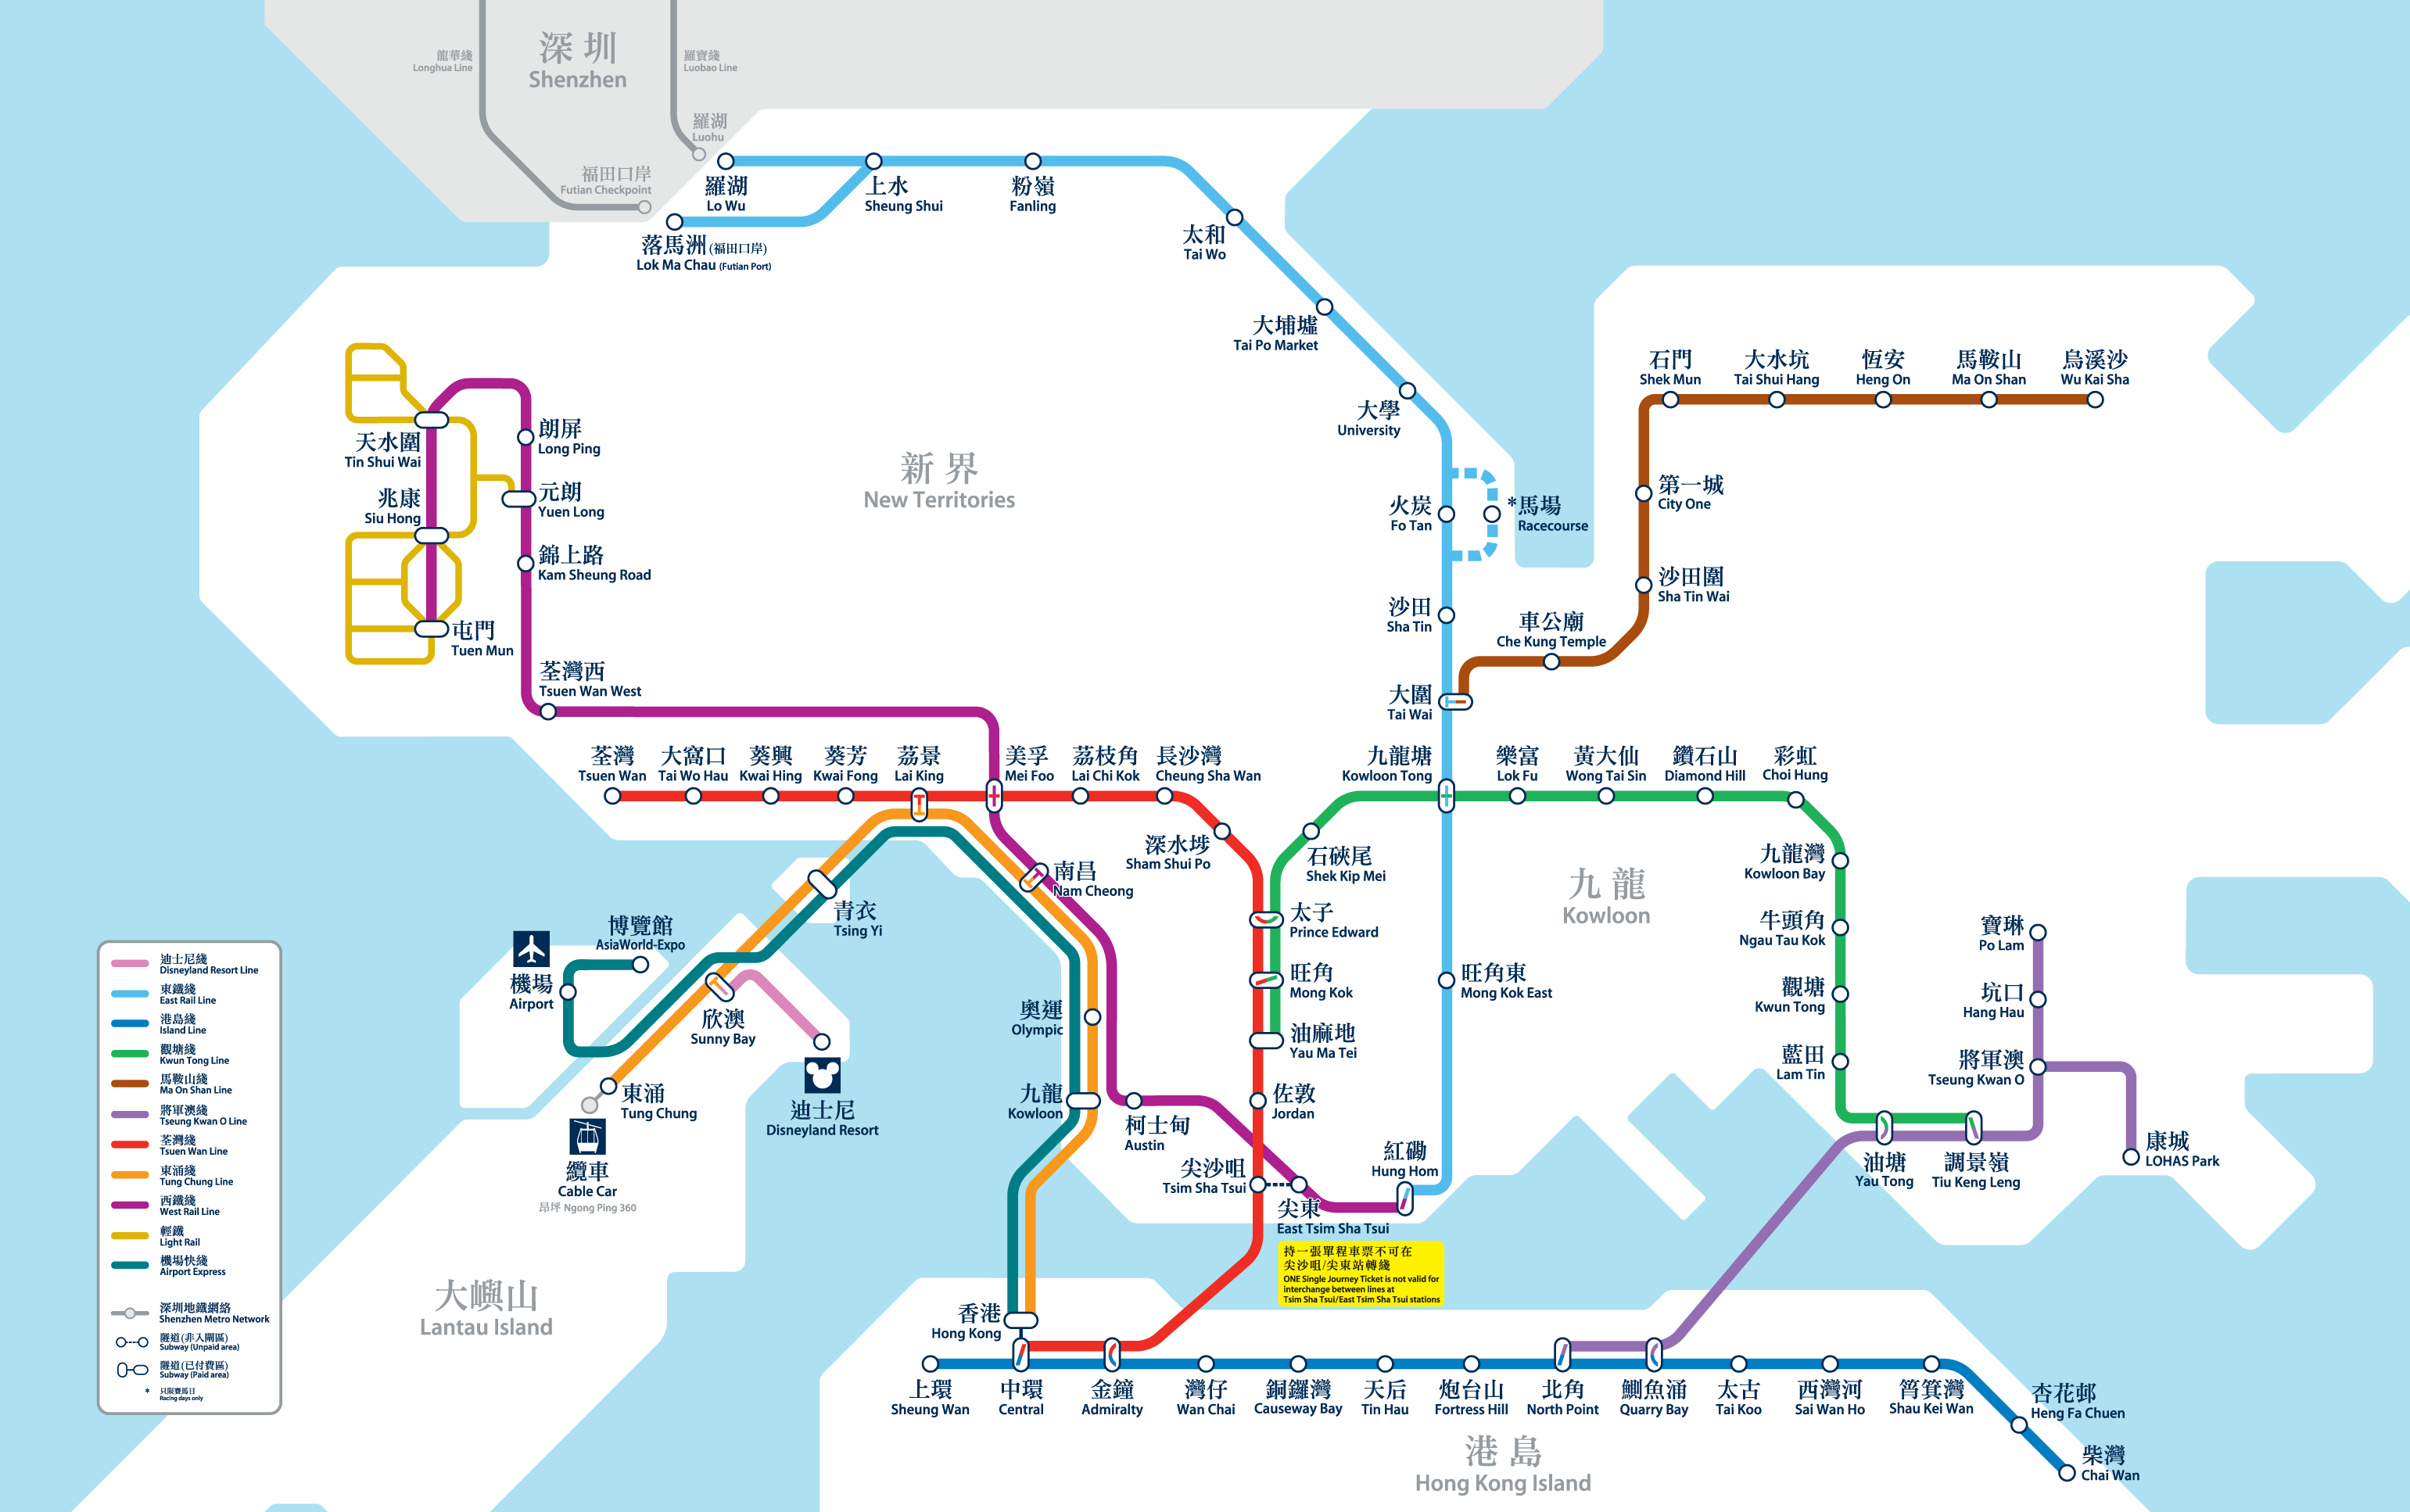 龍華綫
Longhua Line
深圳
Shenzhen
羅寶綫
Luobao Line
羅湖
Luohu
福田口岸
Futian Checkpoint
羅湖
Lo Wu
上水
Sheung Shui
粉嶺
Fanling
落馬洲(福田口岸)
Lok Ma Chau (Futian Port)
太和
Tai Wo
大埔墟
Tai Po Market
大學
University
石門
Shek Mun
大水坑
Tai Shui Hang
恆安
Heng On
馬鞍山
Ma On Shan
烏溪沙
Wu Kai Sha
天水圍
Tin Shui Wai
朗屏
Long Ping
兆康
Siu Hong
元朗
Yuen Long
錦上路
Kam Sheung Road
屯門
Tuen Mun
荃灣西
Tsuen Wan West
新界
New Territories
火炭
Fo Tan
*馬場
Racecourse
第一城
City One
沙田圍
Sha Tin Wai
沙田
Sha Tin
車公廟
Che Kung Temple
大圍
Tai Wai
荃灣
Tsuen Wan
大窩口
Tai Wo Hau
葵興
Kwai Hing
葵芳
Kwai Fong
荔景
Lai King
美孚
Mei Foo
荔枝角
Lai Chi Kok
長沙灣
Cheung Sha Wan
九龍塘
Kowloon Tong
樂富
Lok Fu
黃大仙
Wong Tai Sin
鑽石山
Diamond Hill
彩虹
Choi Hung
深水埗
Sham Shui Po
石硤尾
Shek Kip Mei
九龍灣
Kowloon Bay
南昌
Nam Cheong
九龍
Kowloon
青衣
Tsing Yi
太子
Prince Edward
牛頭角
Ngau Tau Kok
寶琳
Po Lam
博覽館
AsiaWorld-Expo
機場
Airport
旺角
Mong Kok
旺角東
Mong Kok East
觀塘
Kwun Tong
坑口
Hang Hau
欣澳
Sunny Bay
奧運
Olympic
油麻地
Yau Ma Tei
藍田
Lam Tin
將軍澳
Tseung Kwan O
東涌
Tung Chung
迪士尼
Disneyland Resort
九龍
Kowloon
柯士甸
Austin
佐敦
Jordan
纜車
Cable Car
昂坪 Ngong Ping 360
尖沙咀
Tsim Sha Tsui
紅磡
Hung Hom
油塘
Yau Tong
調景嶺
Tiu Keng Leng
康城
LOHAS Park
尖東
East Tsim Sha Tsui
持一張單程車票不可在
尖沙咀/尖東站轉綫
ONE Single Journey Ticket is not valid for
interchange between lines at
Tsim Sha Tsui/East Tsim Sha Tsui stations
大嶼山
Lantau Island
香港
Hong Kong
上環
Sheung Wan
中環
Central
金鐘
Admiralty
灣仔
Wan Chai
銅鑼灣
Causeway Bay
天后
Tin Hau
炮台山
Fortress Hill
北角
North Point
鰂魚涌
Quarry Bay
太古
Tai Koo
西灣河
Sai Wan Ho
筲箕灣
Shau Kei Wan
杏花邨
Heng Fa Chuen
柴灣
Chai Wan
港島
Hong Kong Island
迪士尼綫
Disneyland Resort Line
東鐵綫
East Rail Line
港島綫
Island Line
觀塘綫
Kwun Tong Line
馬鞍山綫
Ma On Shan Line
將軍澳綫
Tseung Kwan O Line
荃灣綫
Tsuen Wan Line
東涌綫
Tung Chung Line
西鐵綫
West Rail Line
輕鐵
Light Rail
機場快綫
Airport Express
深圳地鐵網絡
Shenzhen Metro Network
隧道(非入閘區)
Subway (Unpaid area)
隧道(已付費區)
Subway (Paid area)
* 只限賽馬日
Racing days only